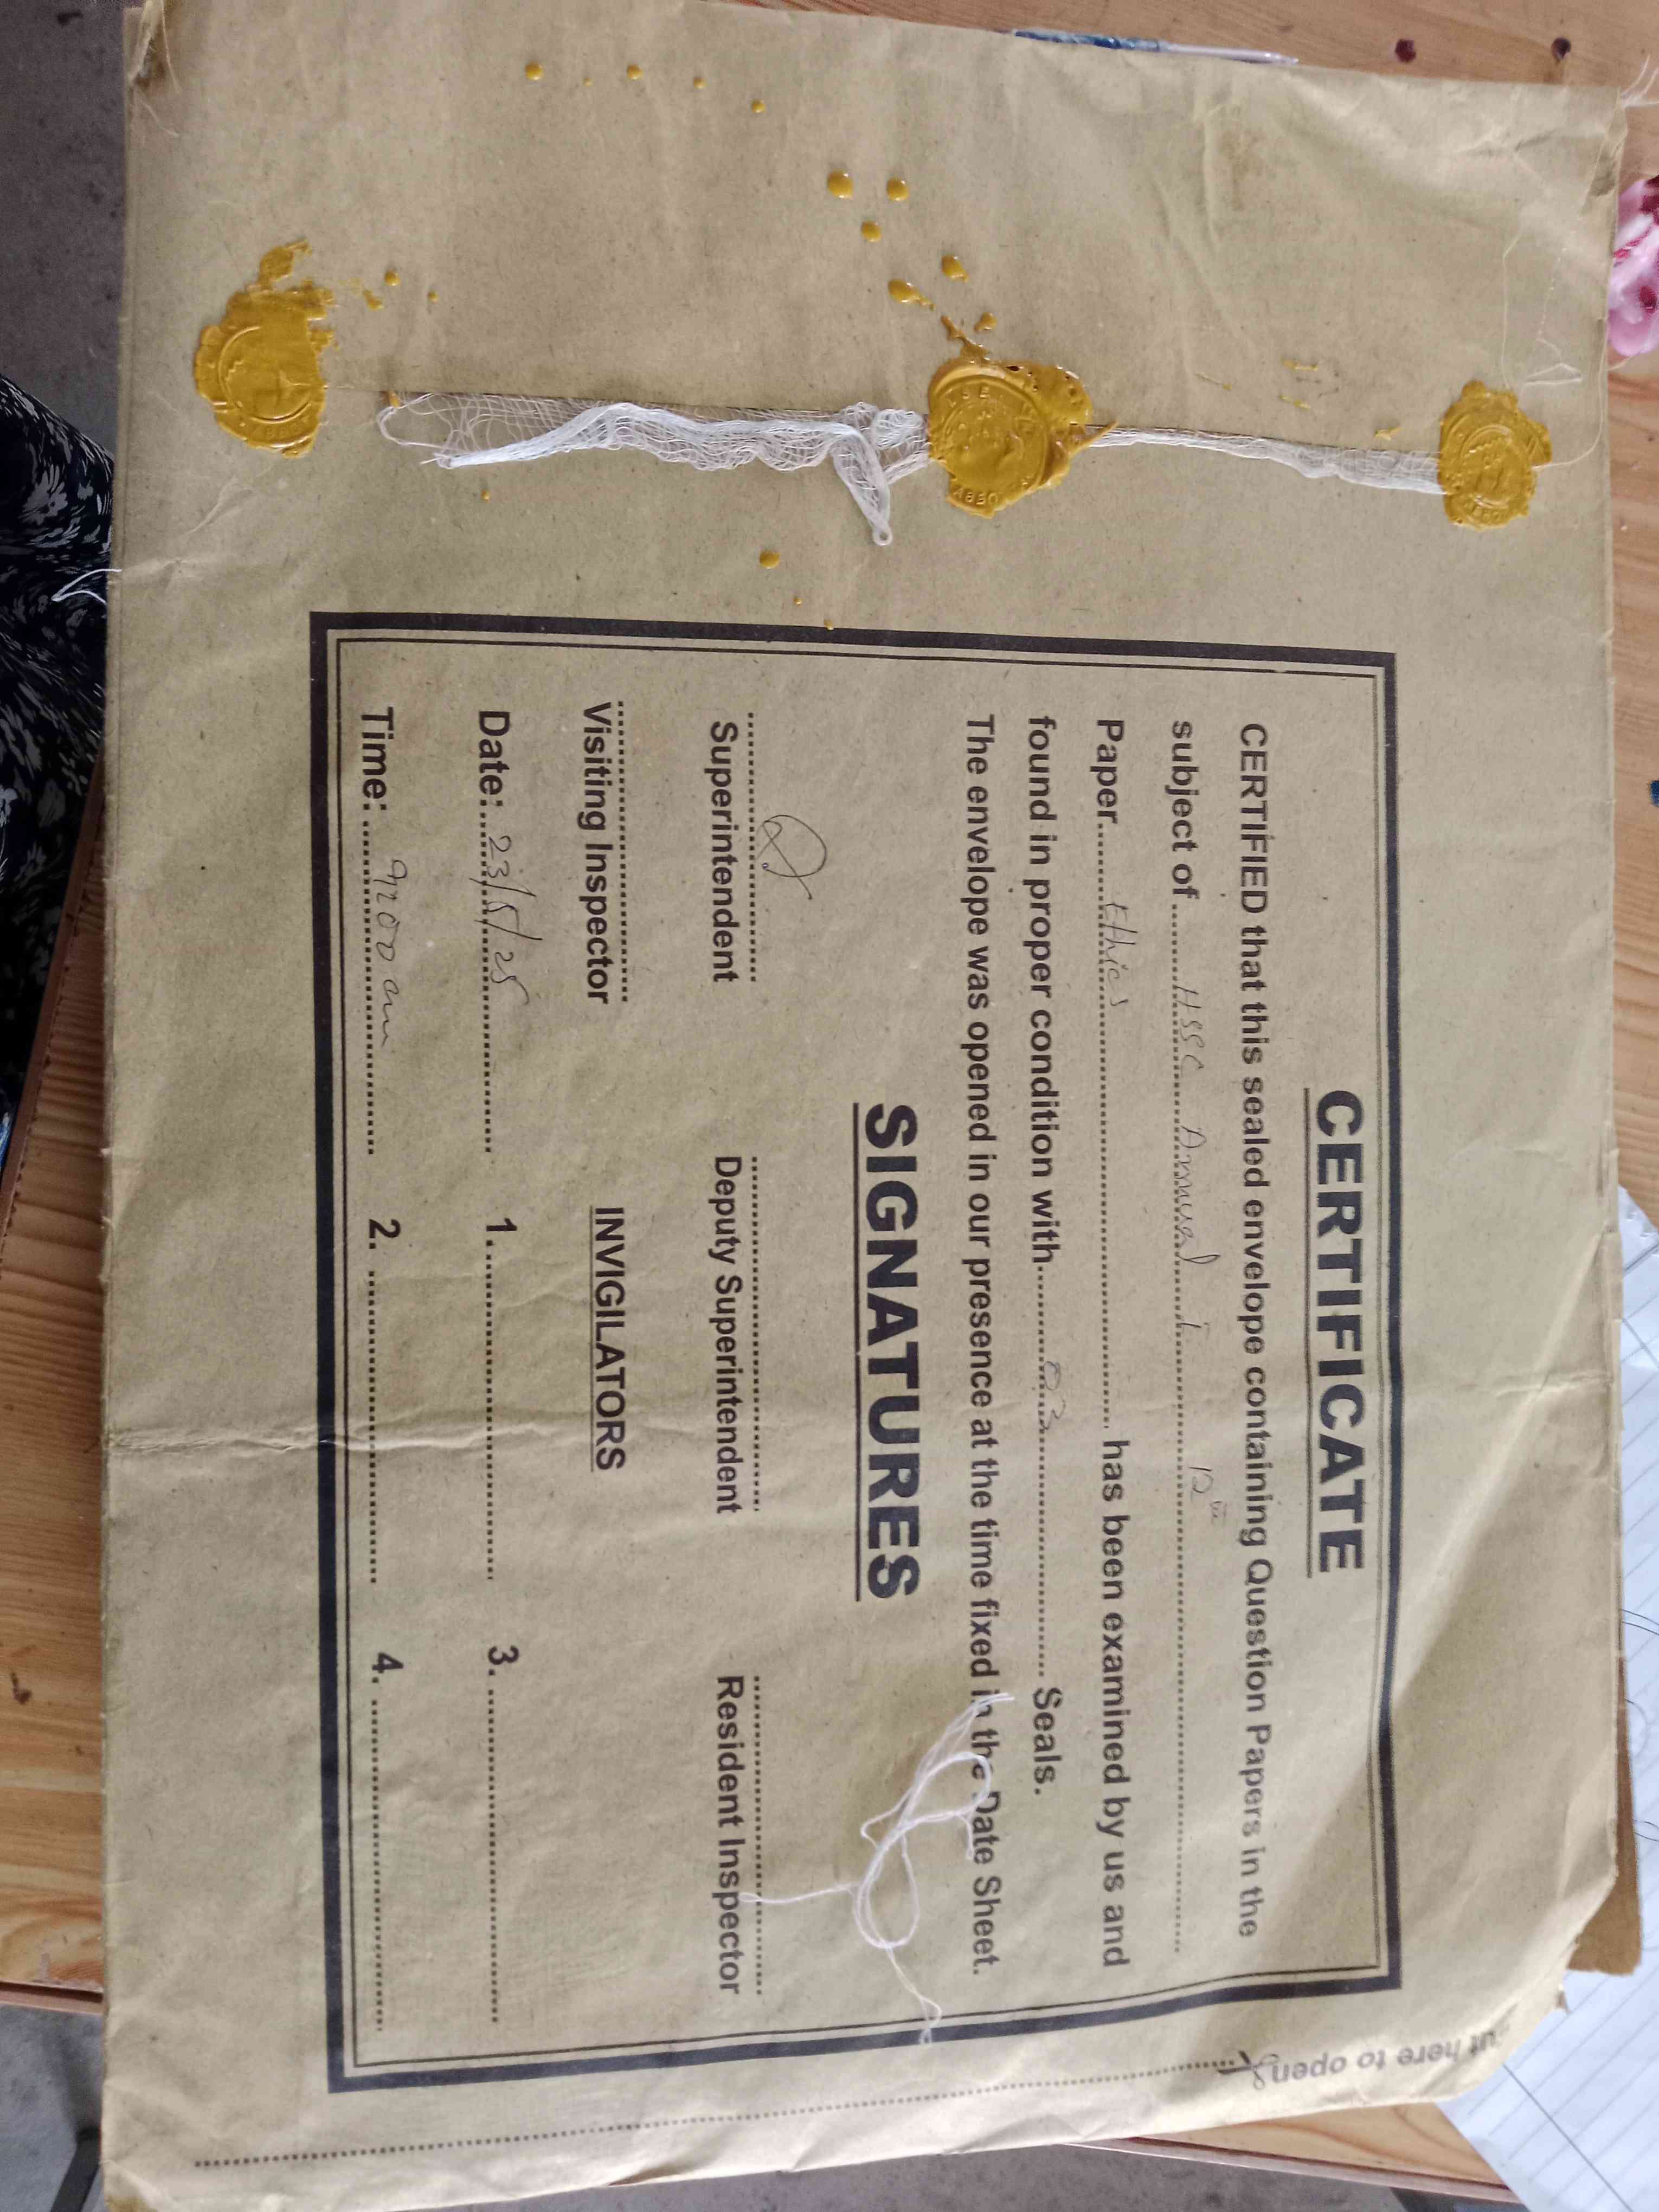 CERTIFICATE
CERTIFIED that this sealed envelope containing Question Papers in the
subject of..... HSSC Annual I 12th
Paper..... Ethics ..... has been examined by us and
found in proper condition with..... 03 ..... Seals.
The envelope was opened in our presence at the time fixed in the Date Sheet.
SIGNATURES
Superintendent Deputy Superintendent Resident Inspector
Visiting Inspector INVIGILATORS
Date:... 23/5/25 1. 3.
Time:... 9:00 am 2. 4.
ut here to open